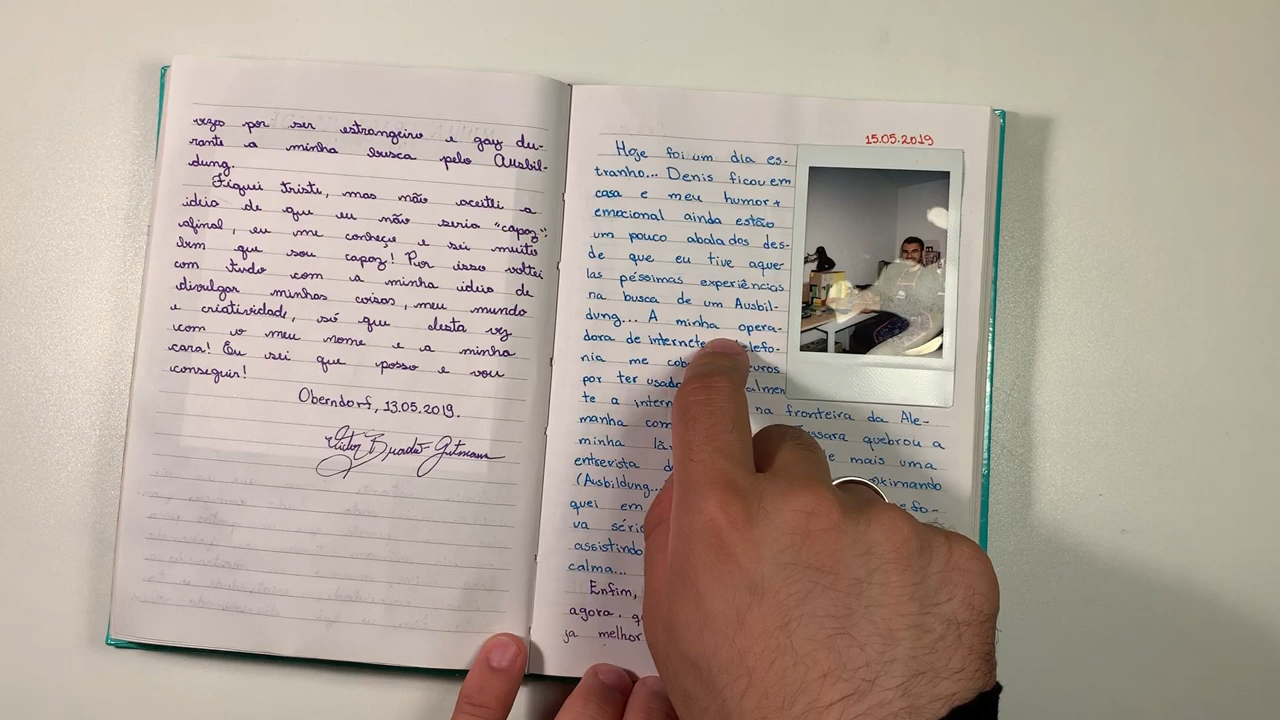 vezes por ser estrangeiro e gay du-
rante a minha busca pelo Ausbil-
dung.
Fiquei triste, mas não aceitei a
ideia de que eu não seria "capaz";
afinal, eu me conheço e sei muito
bem que sou capaz! Por isso voltei
com tudo com a minha ideia de
divulgar minhas coisas, meu mundo
e criatividade, só que desta vez
com o meu nome e a minha
cara! Eu sei que posso e vou
conseguir!
Oberndorf, 13.05.2019.
15.05.2019
Hoje foi um dia es-
tranho... Denis ficou em
casa e meu humor +
emocional ainda estão
um pouco abalados des-
de que eu tive aque-
las péssimas experiências
na busca de um Ausbil-
dung... A minha opera-
dora de internet telefo-
nia me euros
por ter usado
te a na fronteira da Ale-
manha quebrou a
minha lá. mais uma
entrevista
(Ausbildung...
quei em
va
assistindo
calma...
Enfim,
agora,
ja melhor